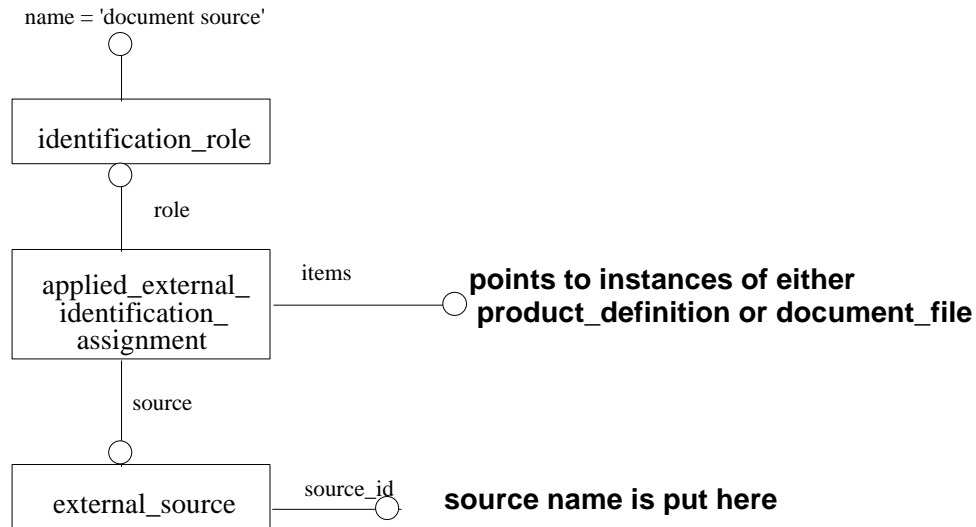 name = 'document source'
identification_role
role
applied_external_
identification_
assignment
items
points to instances of either
product_definition or document_file
source
external_source
source_id
source name is put here